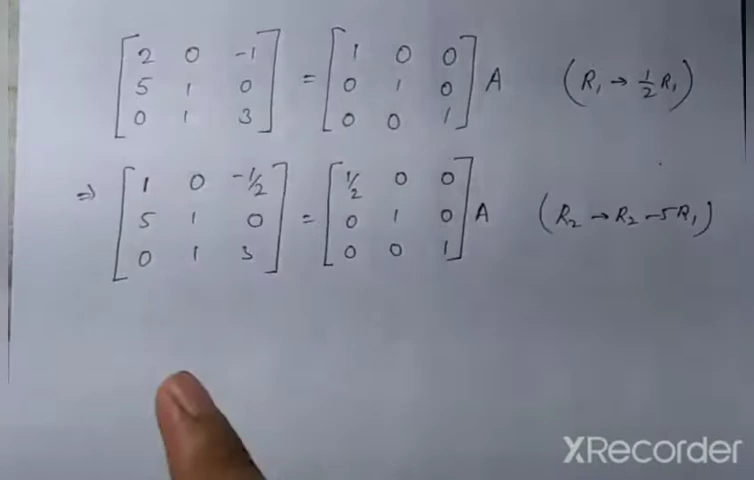 [2 0 -1] = [1 0 0] A (R₁ → ½R₁)
[5 1 0] [0 1 0]
[0 1 3] [0 0 1]
⇒ [1 0 -1/2] = [1/2 0 0] A (R₂ → R₂ -5R₁)
[5 1 0] [0 1 0]
[0 1 3] [0 0 1]
XRecorder